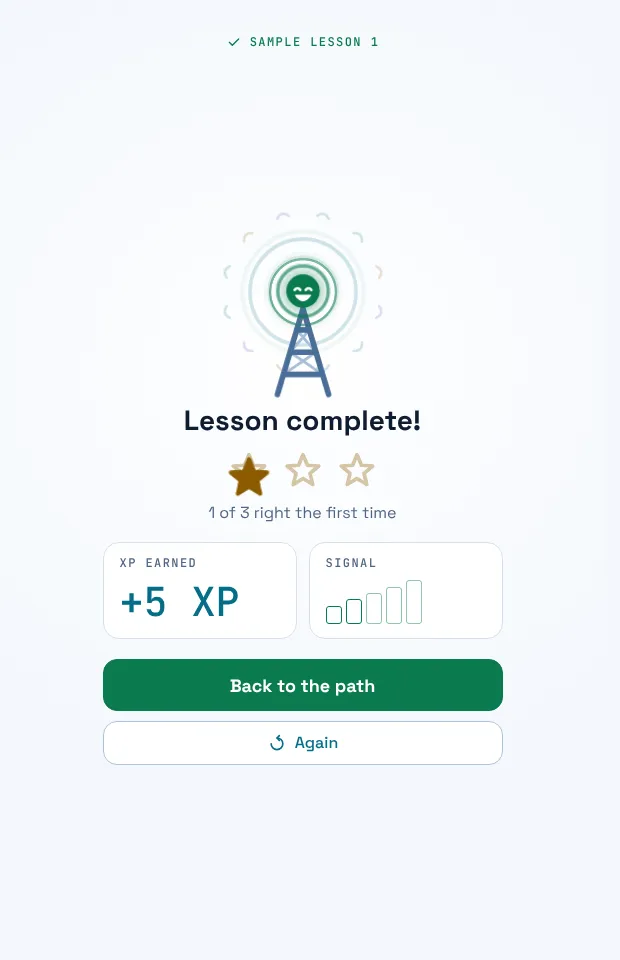 SAMPLE LESSON 1
Lesson complete!
1 of 3 right the first time
XP EARNED
+5 XP
SIGNAL
Back to the path
Again